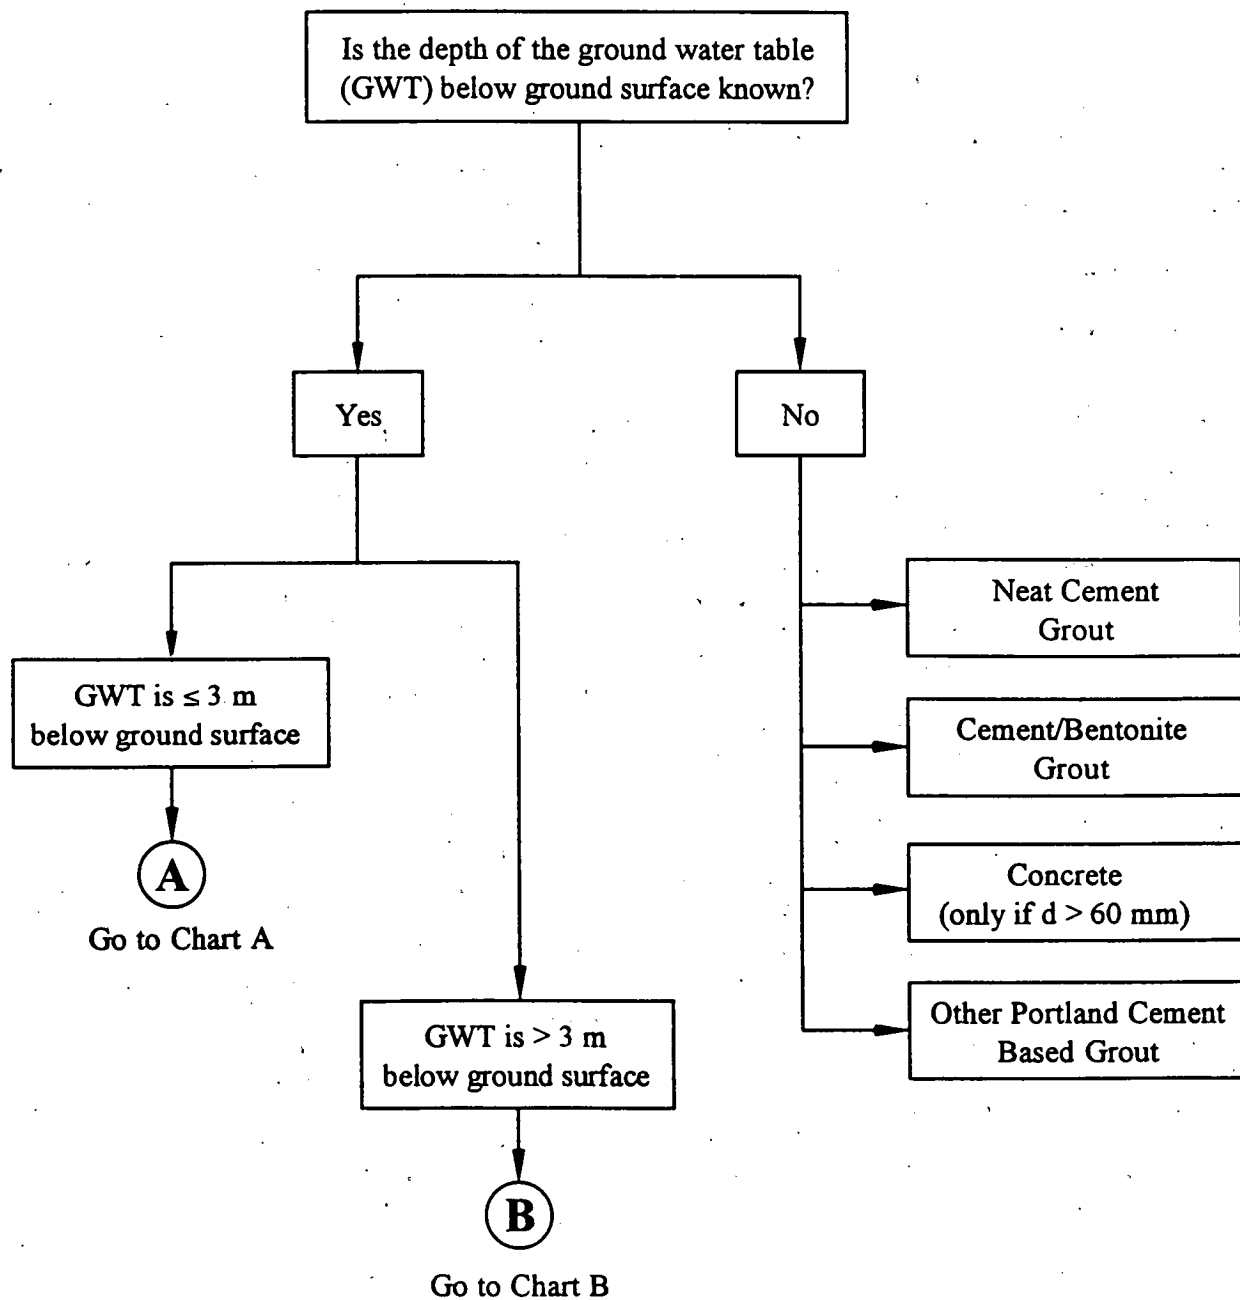 Is the depth of the ground water table
(GWT) below ground surface known?
Yes
No
Neat Cement
Grout
GWT is ≤ 3 m
below ground surface
Cement/Bentonite
Grout
A
Go to Chart A
Concrete
(only if d > 60 mm)
Other Portland Cement
Based Grout
GWT is > 3 m
below ground surface
B
Go to Chart B